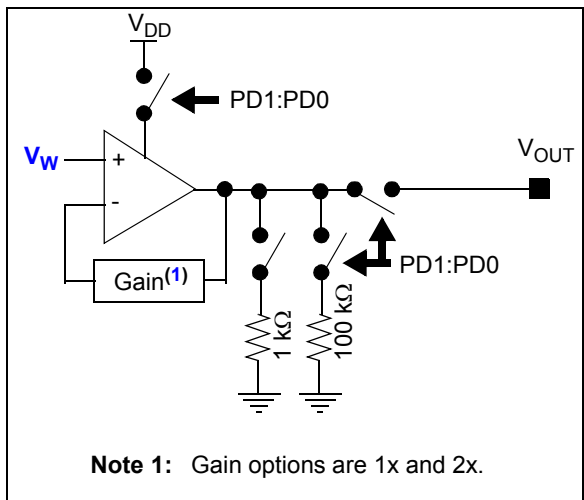 VDD
PD1:PD0
VW
+
-
VOUT
Gain(1)
PD1:PD0
1 kΩ
100 kΩ
Note 1: Gain options are 1x and 2x.